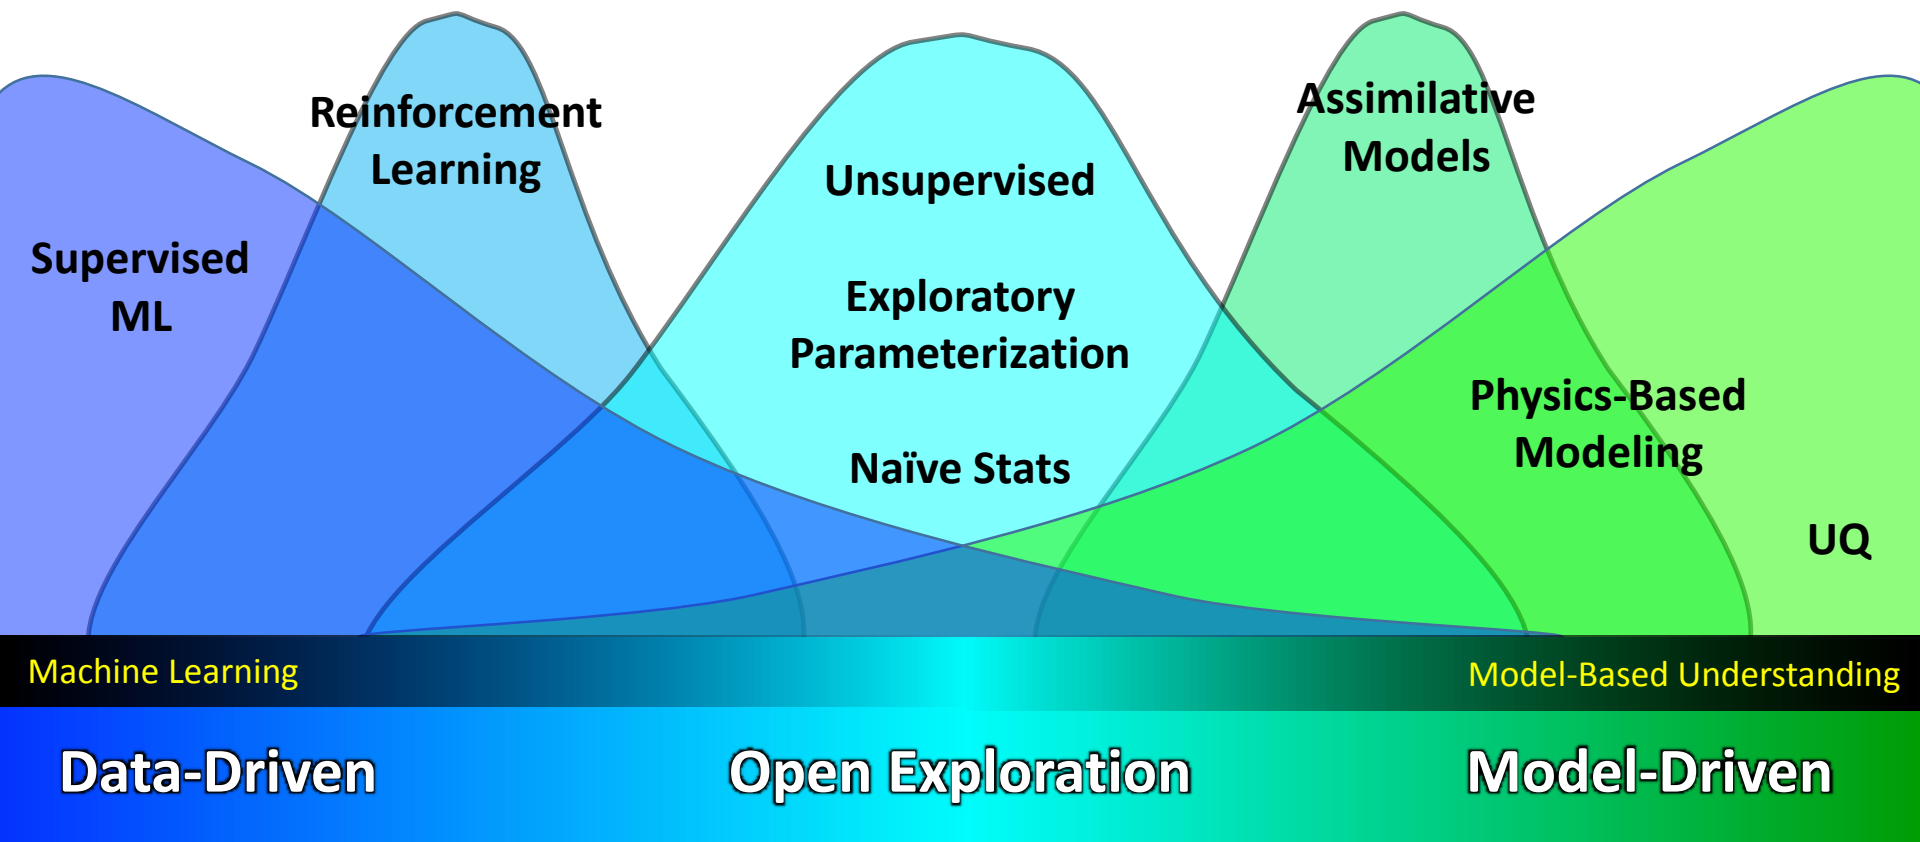 Reinforcement
Learning
Assimilative
Models
Unsupervised
Supervised
ML
Exploratory
Parameterization
Physics-Based
Modeling
Naïve Stats
UQ
Machine Learning
Model-Based Understanding
Data-Driven
Open Exploration
Model-Driven